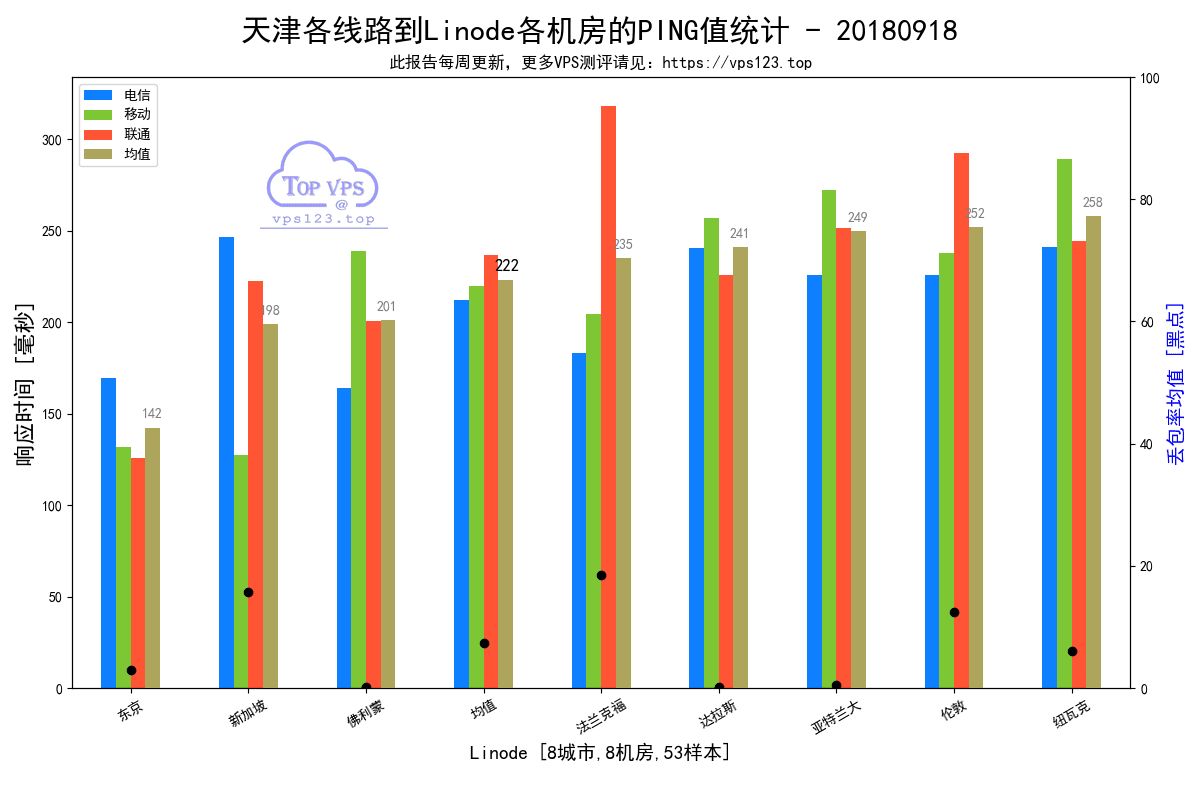 天津各线路到Linode各机房的PING值统计 - 20180918
此报告每周更新，更多VPS测评请见：https://vps123.top
电信
移动
联通
均值
TOP VPS
@
vps123.top
响应时间 [毫秒]
300
250
200
150
100
50
0
142
198
201
222
235
241
249
252
258
100
80
60
40
20
0
丢包率均值 [黑点]
东京
新加坡
佛利蒙
均值
法兰克福
达拉斯
亚特兰大
伦敦
纽瓦克
Linode [8城市,8机房,53样本]